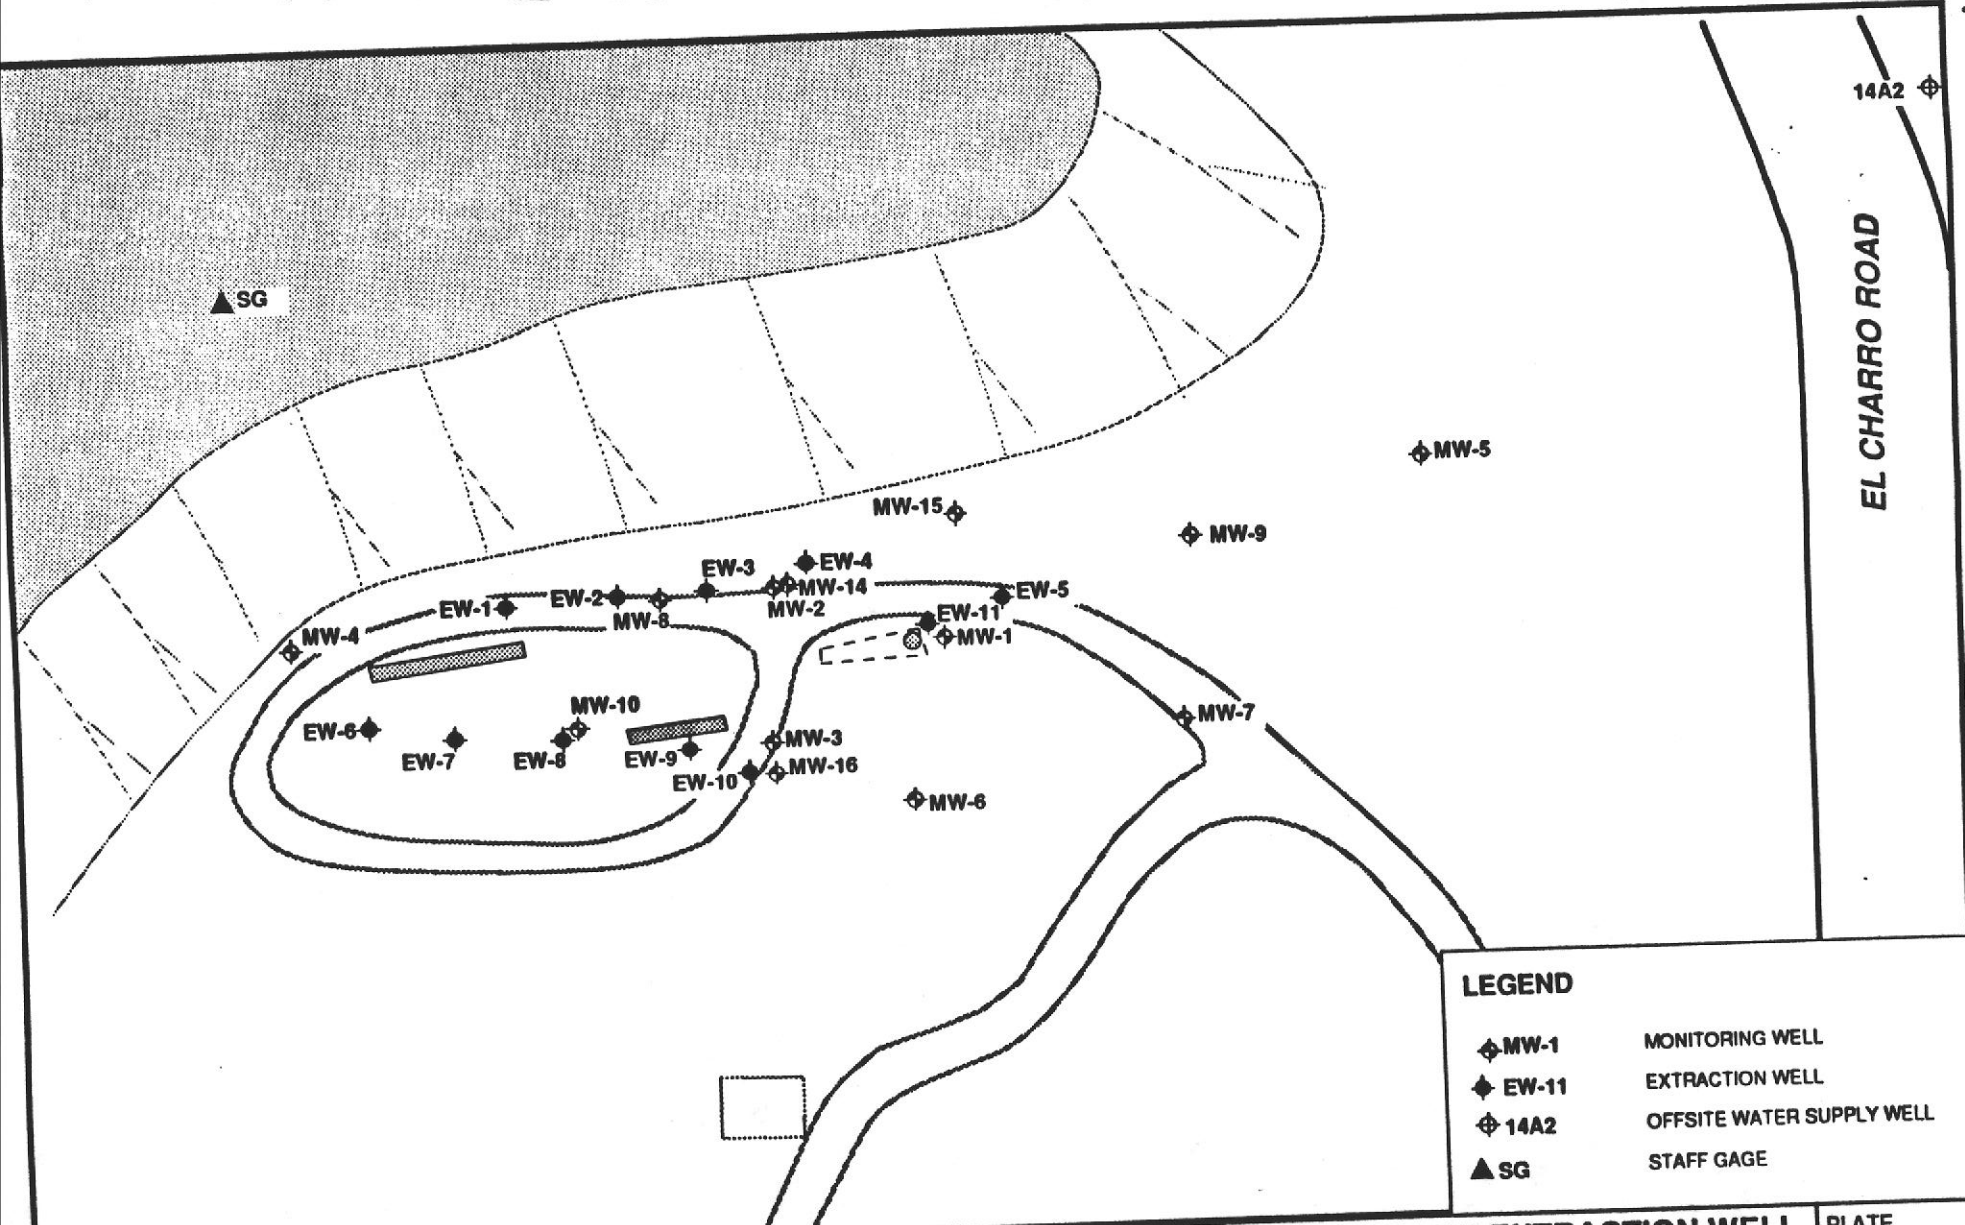 14A2
EL CHARRO ROAD
SG
MW-5
MW-15
MW-9
EW-3
EW-4
MW-14
EW-5
EW-1
EW-2
MW-2
EW-11
MW-8
MW-1
MW-4
MW-10
MW-7
EW-6
MW-3
EW-7
EW-8
EW-9
MW-16
EW-10
MW-6
LEGEND
MW-1 MONITORING WELL
EW-11 EXTRACTION WELL
14A2 OFFSITE WATER SUPPLY WELL
SG STAFF GAGE
EXTRACTION WELL PLATE